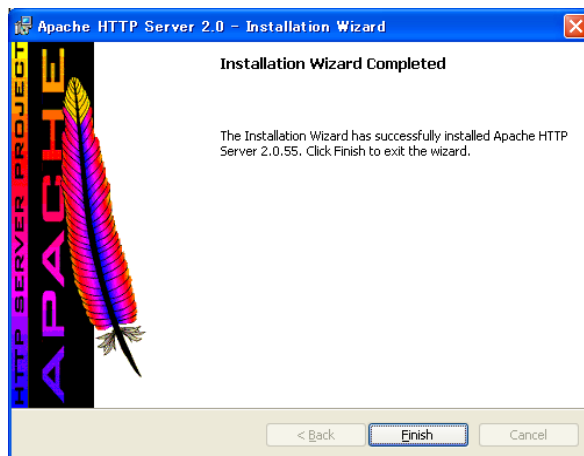 Apache HTTP Server 2.0 - Installation Wizard
HTTP SERVER PROJECT
APACHE
Installation Wizard Completed
The Installation Wizard has successfully installed Apache HTTP
Server 2.0.55. Click Finish to exit the wizard.
< Back
Finish
Cancel